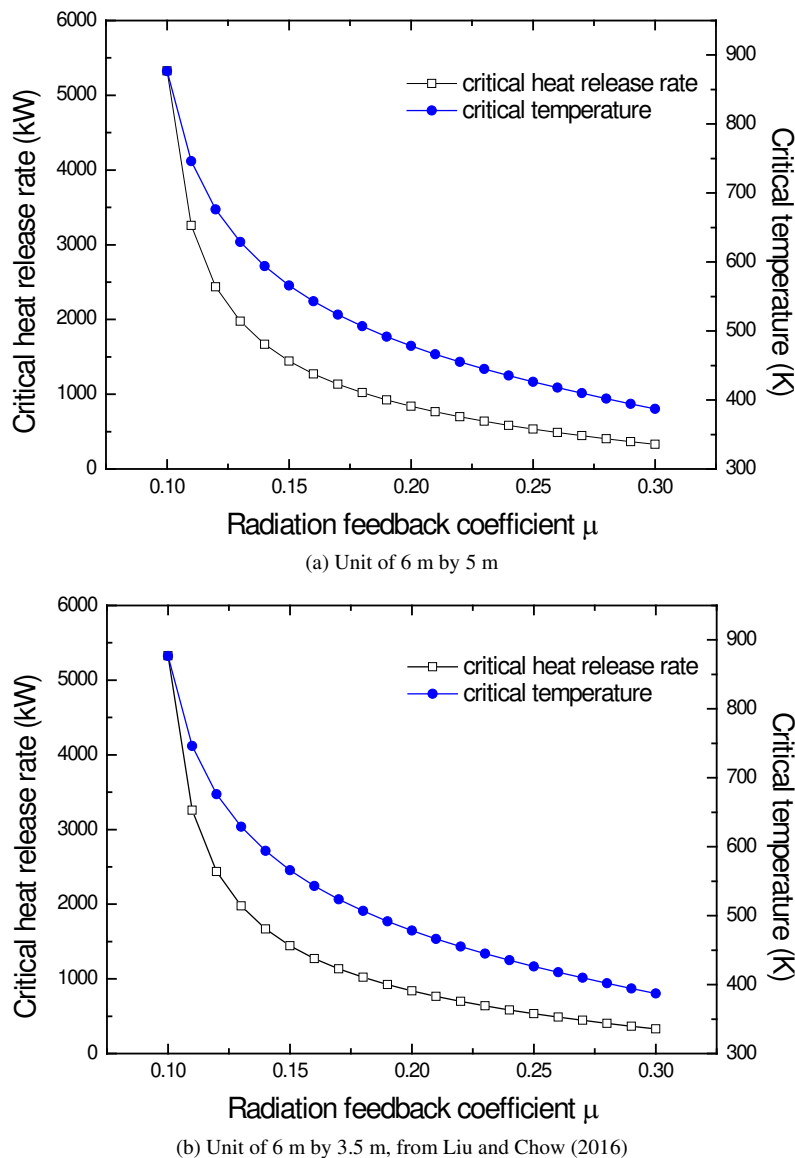 6000
5000
4000
3000
2000
1000
0
Critical heat release rate (kW)
critical heat release rate
critical temperature
900
800
700
600
500
400
300
Critical temperature (K)
0.10 0.15 0.20 0.25 0.30
Radiation feedback coefficient μ
(a) Unit of 6 m by 5 m
6000
5000
4000
3000
2000
1000
0
Critical heat release rate (kW)
critical heat release rate
critical temperature
900
800
700
600
500
400
300
Critical temperature (K)
0.10 0.15 0.20 0.25 0.30
Radiation feedback coefficient μ
(b) Unit of 6 m by 3.5 m, from Liu and Chow (2016)